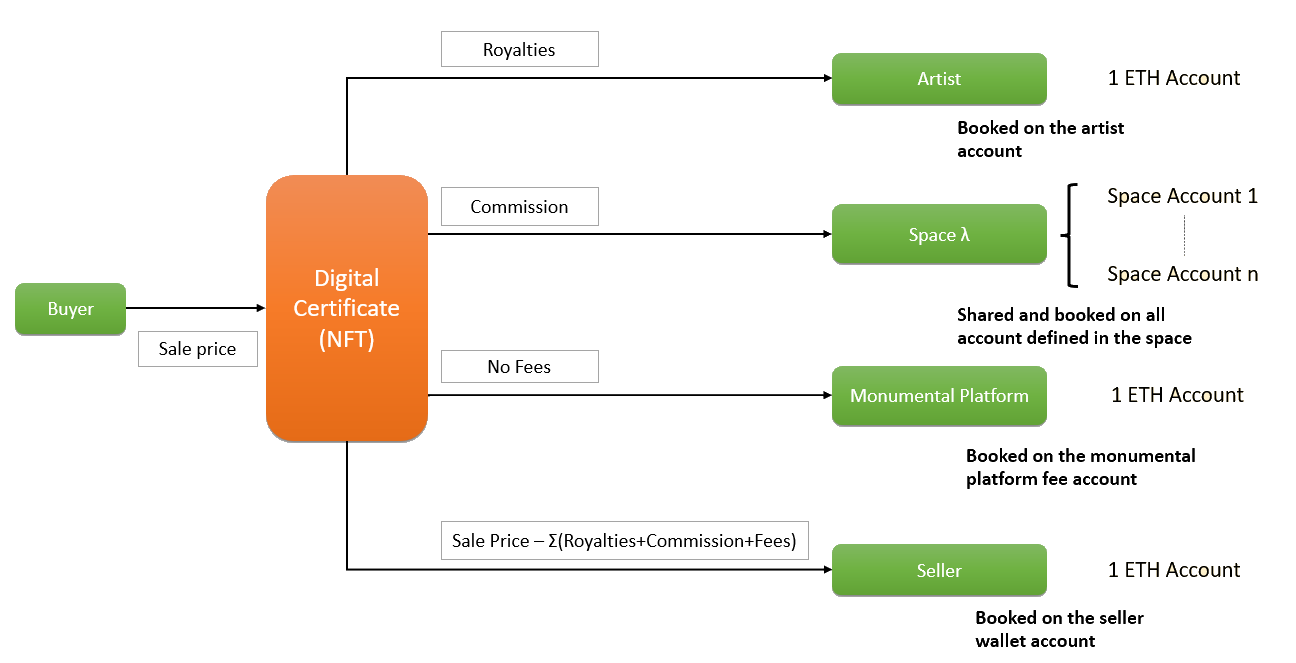 Royalties
Artist
1 ETH Account
Booked on the artist
account
Commission
Space λ
Space Account 1
Space Account n
Shared and booked on all
account defined in the space
Digital
Certificate
(NFT)
Buyer
Sale price
No Fees
Monumental Platform
1 ETH Account
Booked on the monumental
platform fee account
Sale Price – Σ(Royalties+Commission+Fees)
Seller
1 ETH Account
Booked on the seller
wallet account